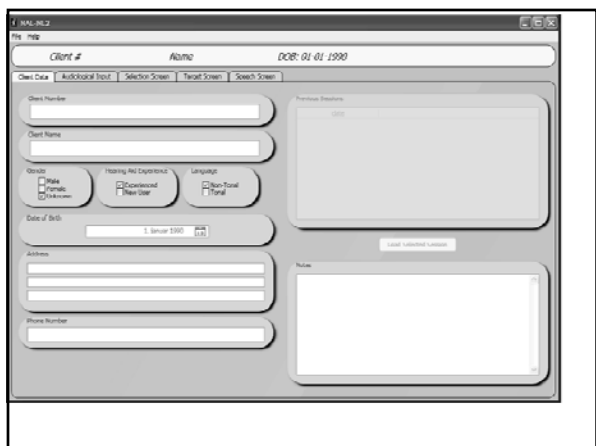 NAL-NL2
File Help
Client # Name DOB: 01-01-1990
Client Data Audiological Input Selection Screen Target Screen Speech Screen
Client Number
Client Name
Gender
Male
Female
Unknown
Hearing Aid Experience
Experienced
New User
Language
Non-Tonal
Tonal
Date of Birth
1. januar 1990
Address
Phone Number
Previous Sessions
Load Selected Session
Notes